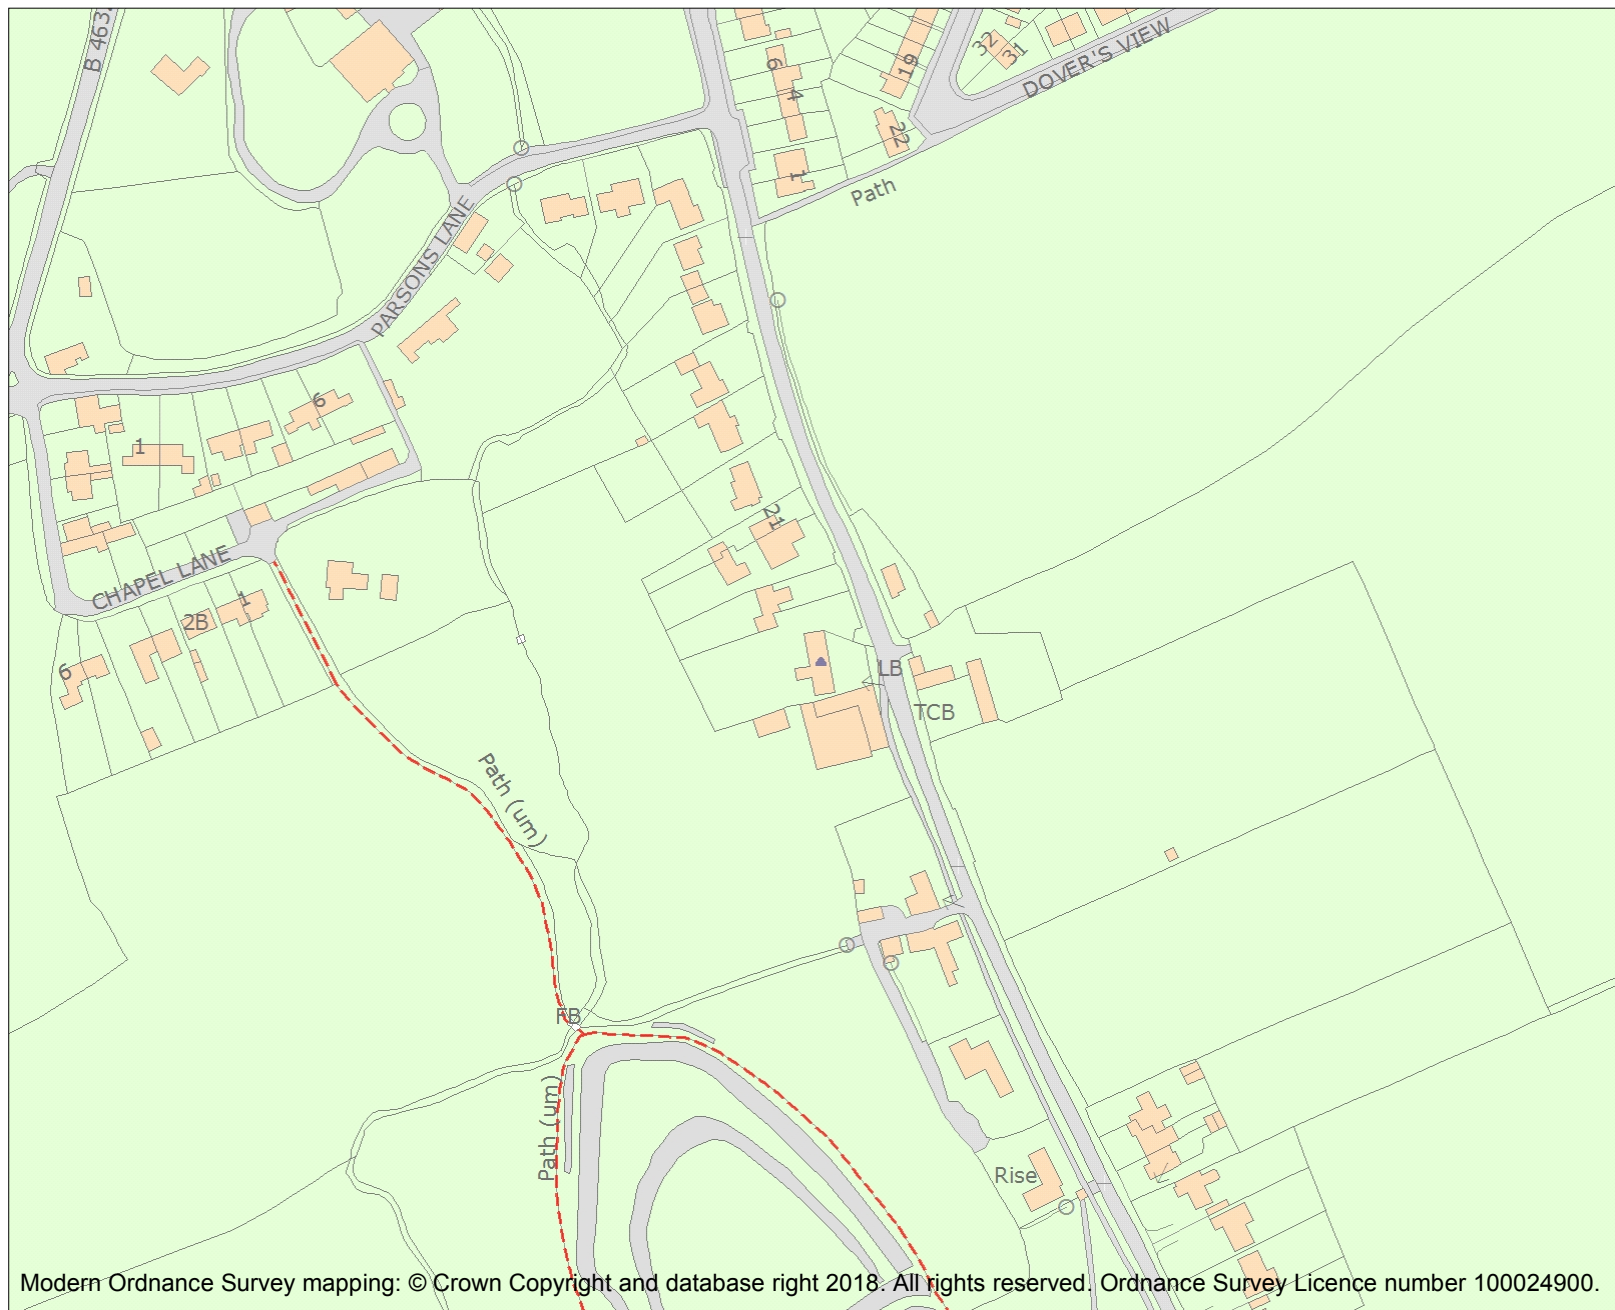 B 463
6
4
1
19
22
32
31
DOVER'S VIEW
Path
PARSONS LANE
6
1
CHAPEL LANE
2B
1
6
21
LB
TCB
Path (um)
FB
Path (um)
Rise
Modern Ordnance Survey mapping: © Crown Copyright and database right 2018. All rights reserved. Ordnance Survey Licence number 100024900.